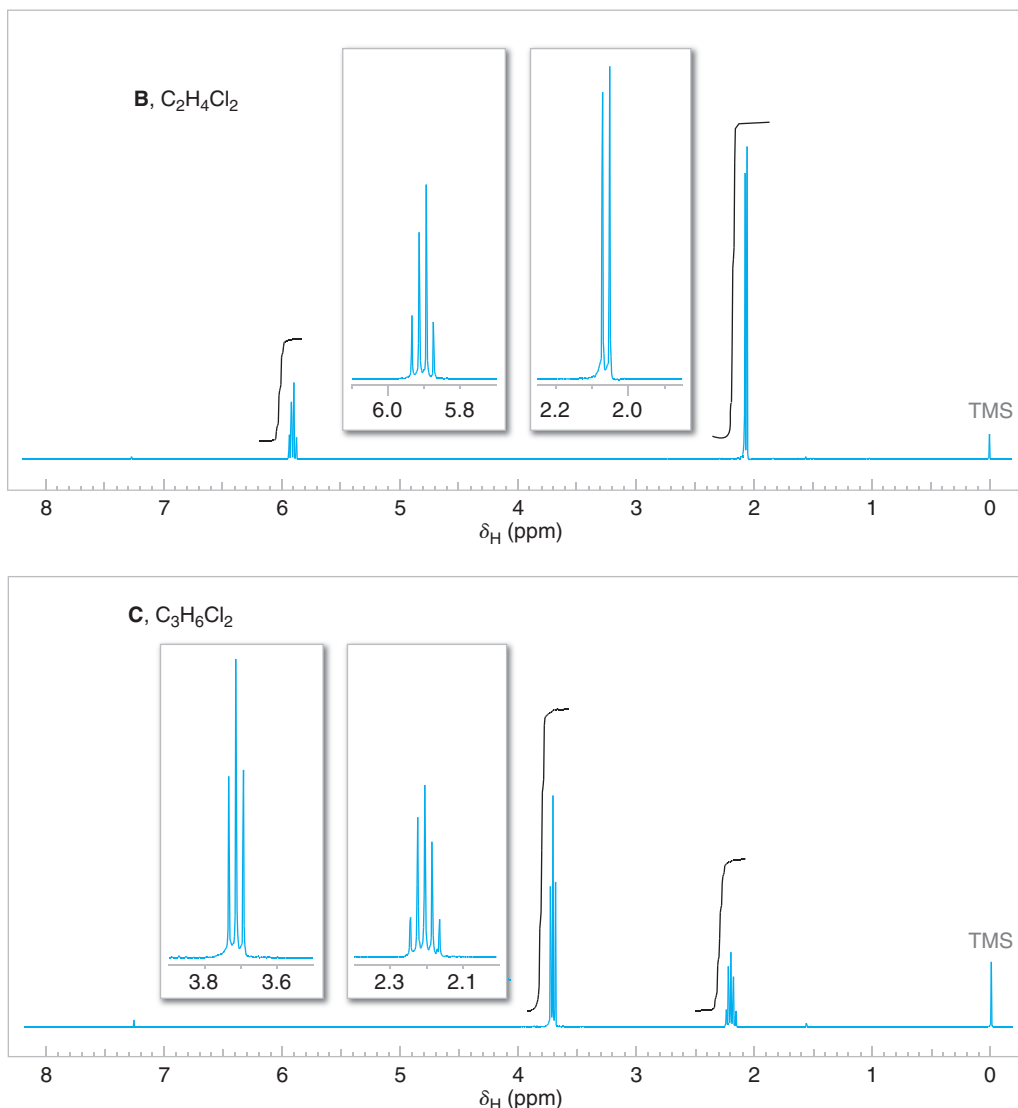 B, C₂H₄Cl₂
6.0 5.8
2.2 2.0
TMS
8 7 6 5 4 3 2 1 0
δH (ppm)
C, C₃H₆Cl₂
3.8 3.6
2.3 2.1
TMS
8 7 6 5 4 3 2 1 0
δH (ppm)